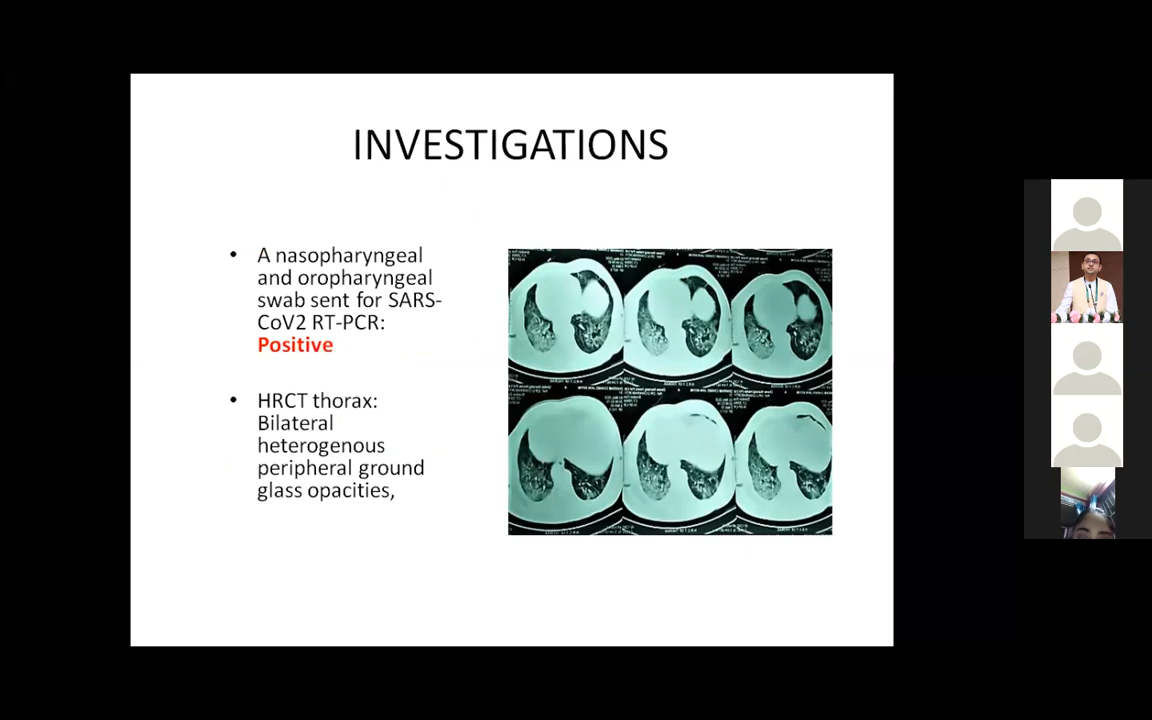 INVESTIGATIONS
• A nasopharyngeal
and oropharyngeal
swab sent for SARS-
CoV2 RT-PCR:
Positive
• HRCT thorax:
Bilateral
heterogenous
peripheral ground
glass opacities,